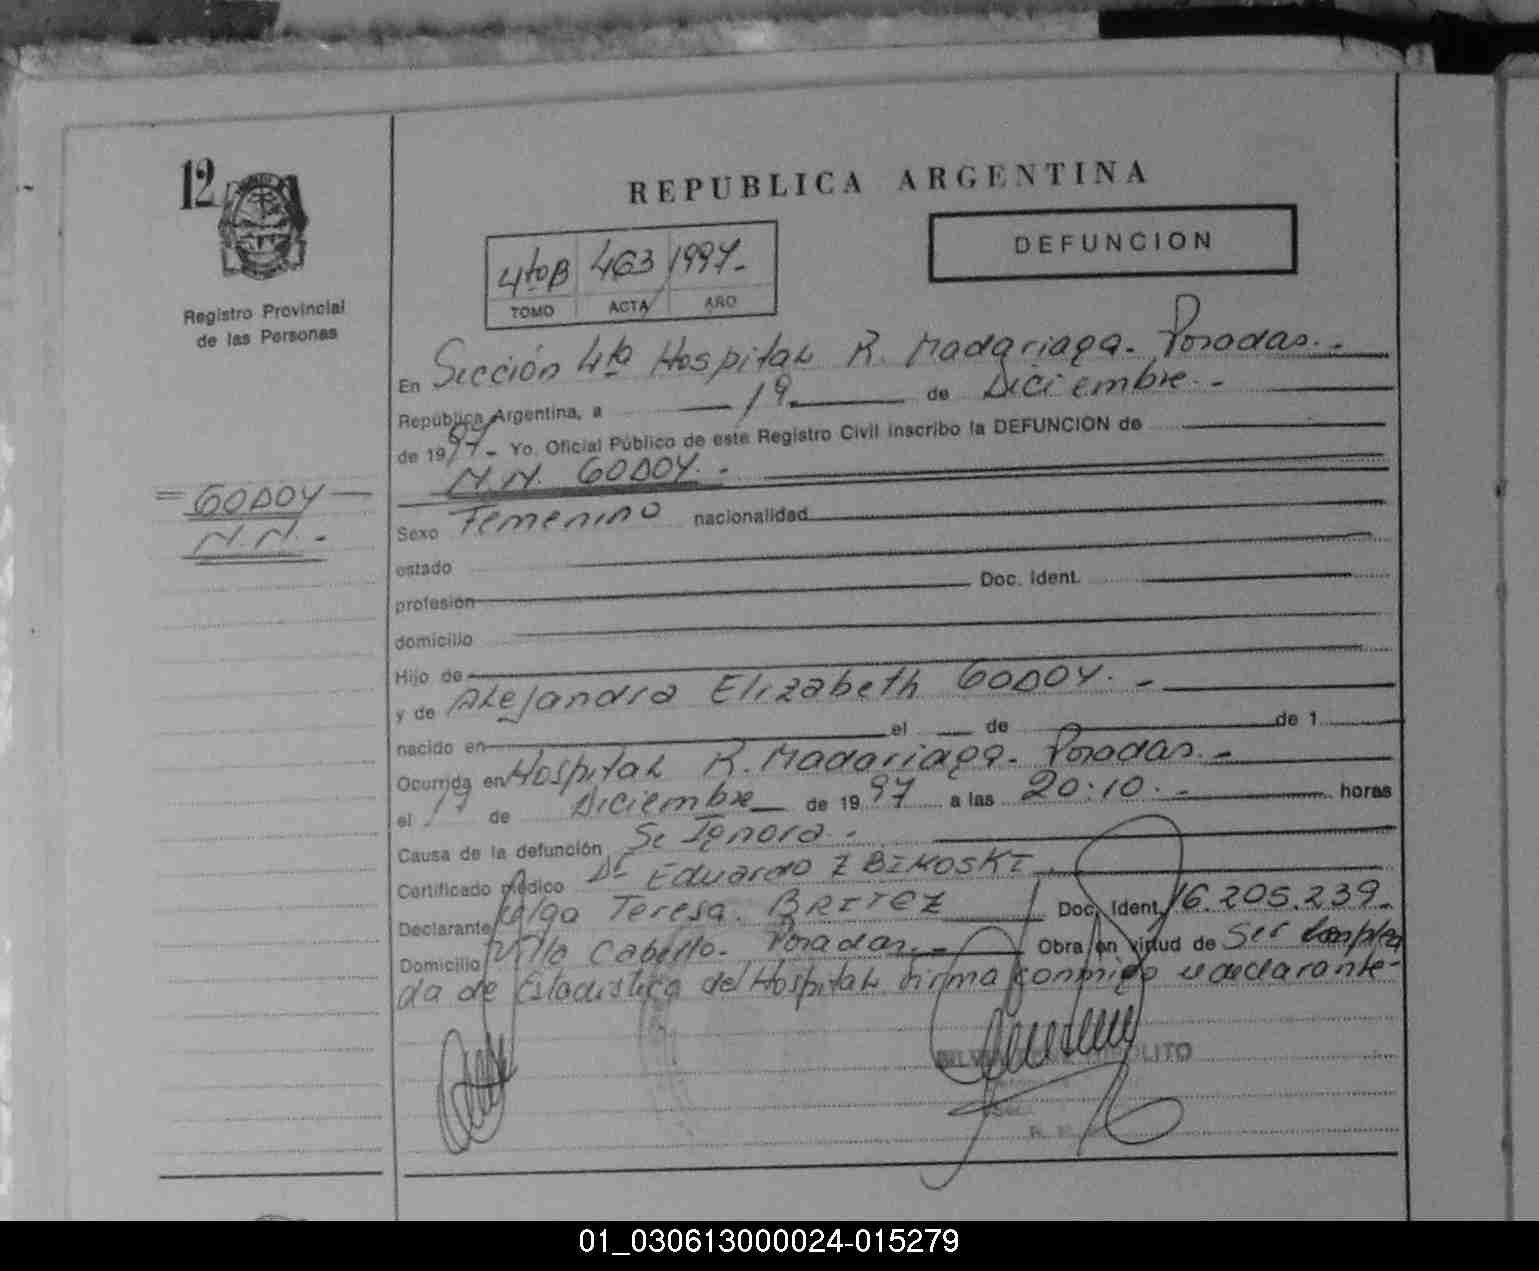 12
Registro Provincial
de las Personas
= GODOY —
N.N. -
REPUBLICA ARGENTINA
DEFUNCION
4to B 463 1997.-
TOMO ACTA AÑO
En Sección 4ta Hospital R. Madariaga. Posadas. -
República Argentina, a 19 de Diciembre. -
de 1997 - Yo. Oficial Público de este Registro Civil inscribo la DEFUNCION de
N.N. GODOY. -
Sexo Femenino nacionalidad
estado
profesión Doc. Ident.
domicilio
Hijo de
y de Alejandra Elizabeth GODOY. -
nacido en el de de 1
Ocurrida en Hospital R. Madariaga. Posadas. -
el 17 de Diciembre de 1997 a las 20:10. - horas
Causa de la defunción Se Ignora. -
Certificado médico Dr Eduardo ZBIKOSKI
Declarante Olga Teresa. BRITEZ Doc. Ident. 16.205.239.
Domicilio Villa Cabello. Posadas. - Obra en virtud de Ser Emplea
da de Estadistica del Hospital firma conmigo el declarante-
01_030613000024-015279